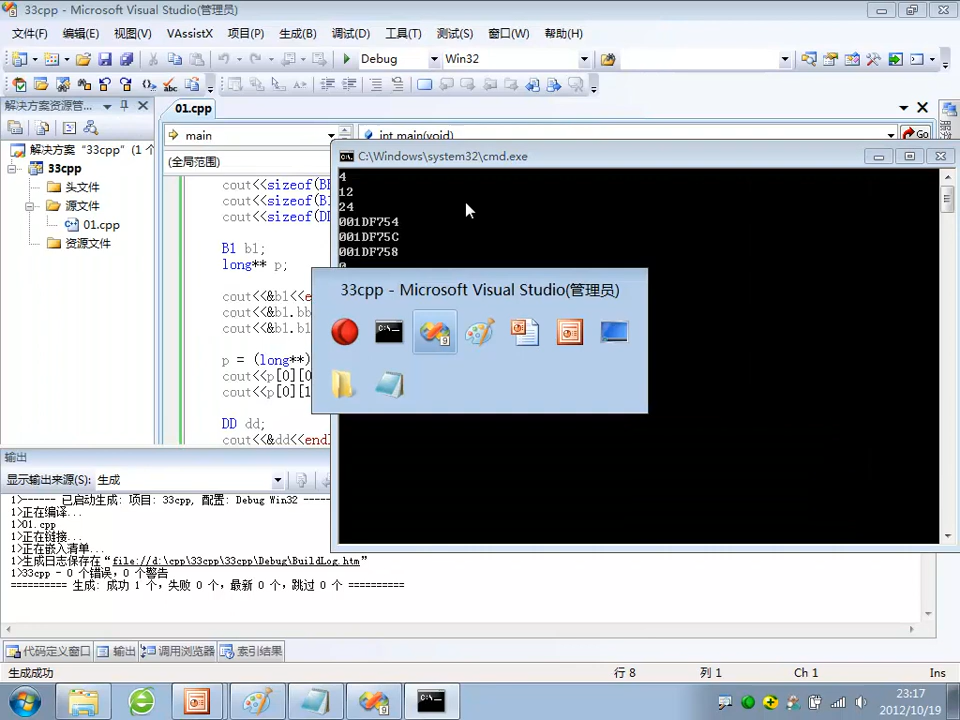 33cpp - Microsoft Visual Studio(管理员)
文件(F) 编辑(E) 视图(V) VAssistX 项目(P) 生成(B) 调试(D) 工具(T) 测试(S) 窗口(W) 帮助(H)
Debug Win32
解决方案资源管...
01.cpp
main
int main(void)
Go
解决方案 "33cpp" (1 个
33cpp
头文件
源文件
01.cpp
资源文件
(全局范围)
cout<<sizeof(BB
cout<<sizeof(B1
cout<<sizeof(DD
B1 b1;
long** p;
cout<<&b1<<en
cout<<&b1.bb
cout<<&b1.b1
p = (long**)
cout<<p[0][0
cout<<p[0][1
DD dd;
cout<<&dd<<endl
C:\Windows\system32\cmd.exe
4
12
24
001DF754
001DF75C
001DF758
0
33cpp - Microsoft Visual Studio(管理员)
输出
显示输出来源(S): 生成
1>------ 已启动生成: 项目: 33cpp, 配置: Debug Win32 ------
1>正在编译...
1>01.cpp
1>正在链接...
1>正在嵌入清单...
1>生成日志保存在“file://d:\cpp\33cpp\33cpp\Debug\BuildLog.htm”
1>33cpp - 0 个错误, 0 个警告
========== 生成: 成功 1 个, 失败 0 个, 最新 0 个, 跳过 0 个 ==========
代码定义窗口 输出 调用浏览器 索引结果
生成成功 行 8 列 1 Ch 1 Ins
23:17
2012/10/19